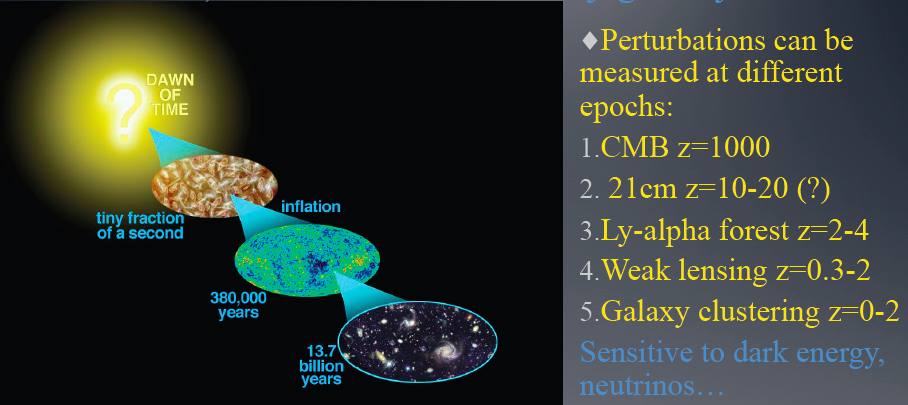 DAWN
OF
TIME
?
tiny fraction
of a second
inflation
380,000
years
13.7
billion
years
♦Perturbations can be
measured at different
epochs:
1.CMB z=1000
2. 21cm z=10-20 (?)
3.Ly-alpha forest z=2-4
4.Weak lensing z=0.3-2
5.Galaxy clustering z=0-2
Sensitive to dark energy,
neutrinos…